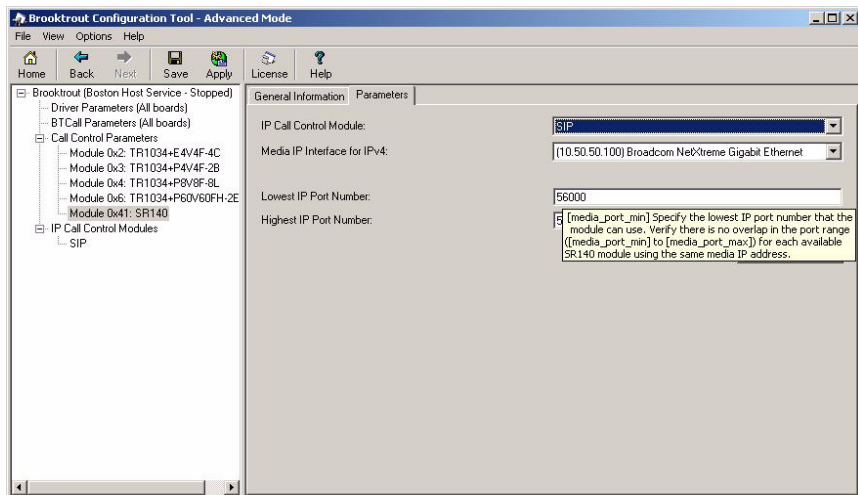 Brooktrout Configuration Tool - Advanced Mode
File View Options Help
Home Back Next Save Apply License Help
Brooktrout (Boston Host Service - Stopped)
Driver Parameters (All boards)
BTCall Parameters (All boards)
Call Control Parameters
Module 0x2: TR1034+E4V4F-4C
Module 0x3: TR1034+P4V4F-2B
Module 0x4: TR1034+P8V8F-8L
Module 0x6: TR1034+P60V60FH-2E
Module 0x41: SR140
IP Call Control Modules
SIP
General Information Parameters
IP Call Control Module: SIP
Media IP Interface for IPv4: (10.50.50.100) Broadcom NetXtreme Gigabit Ethernet
Lowest IP Port Number: 56000
Highest IP Port Number: 5
[media_port_min] Specify the lowest IP port number that the
module can use. Verify there is no overlap in the port range
([media_port_min] to [media_port_max]) for each available
SR140 module using the same media IP address.